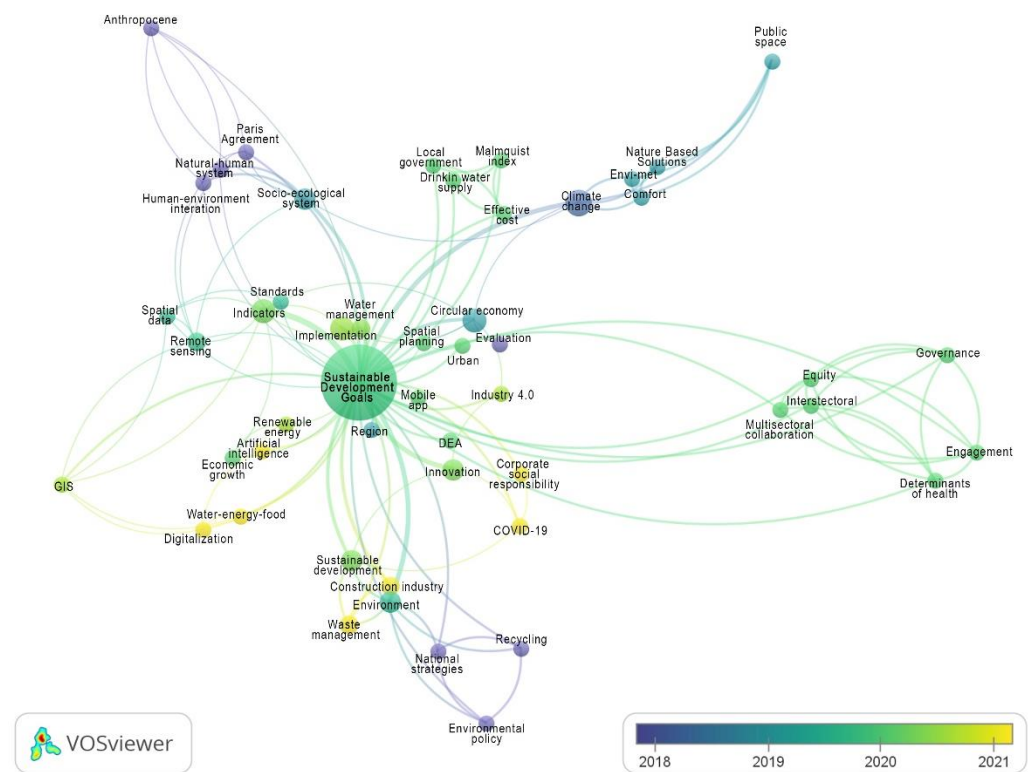 Anthropocene
Public
space
Paris
Agreement
Natural-human
system
Human-environment
interation
Socio-ecological
system
Local
government
Malmquist
index
Drinkin water
supply
Effective
cost
Nature Based
Solutions
Envi-met
Climate
change
Comfort
Spatial
data
Standards
Indicators
Remote
sensing
Water
management
Implementation
Circular economy
Spatial
planning
Evaluation
Urban
Sustainable
Development
Goals
Mobile
app
Industry 4.0
Region
Governance
Equity
Interstectoral
Multisectoral
collaboration
Engagement
Determinants
of health
Renewable
energy
Artificial
intelligence
Economic
growth
DEA
Innovation
Corporate
social
responsibility
GIS
Water-energy-food
Digitalization
COVID-19
Sustainable
development
Construction industry
Environment
Waste
management
National
strategies
Recycling
Environmental
policy
VOSviewer
2018
2019
2020
2021